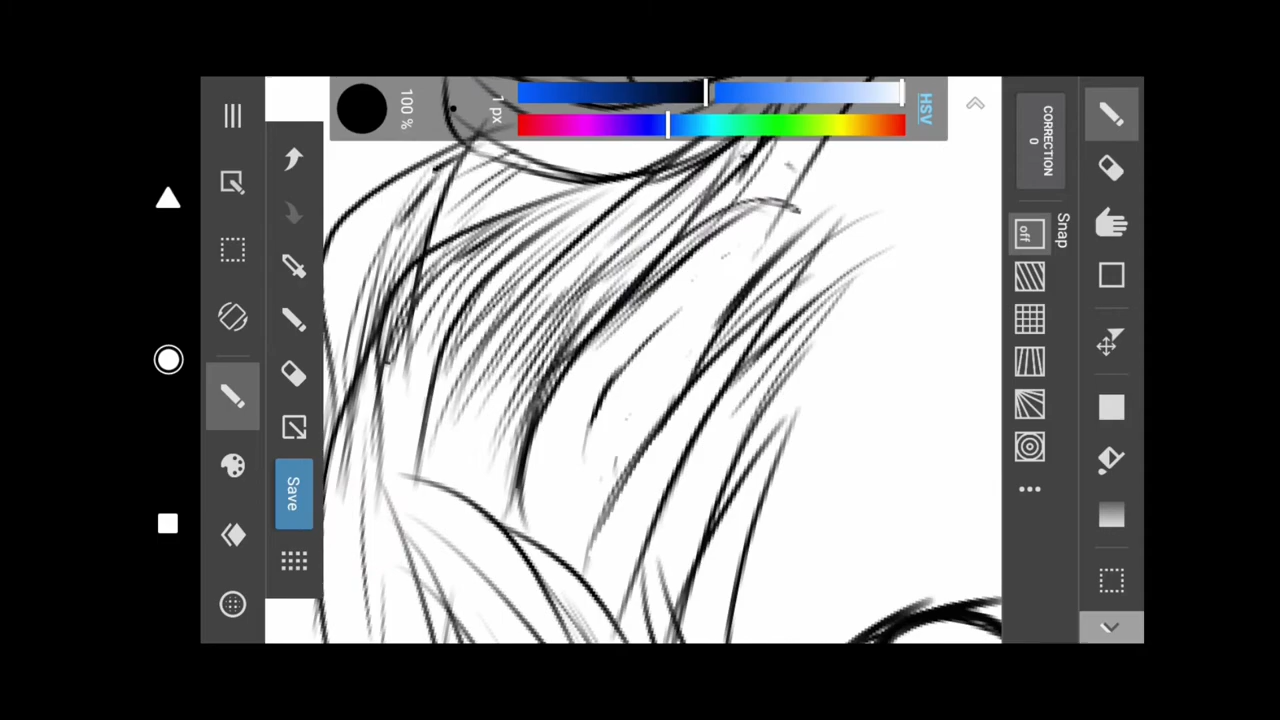 CORRECTION
0
Snap
off
HSV
1 px
100 %
Save